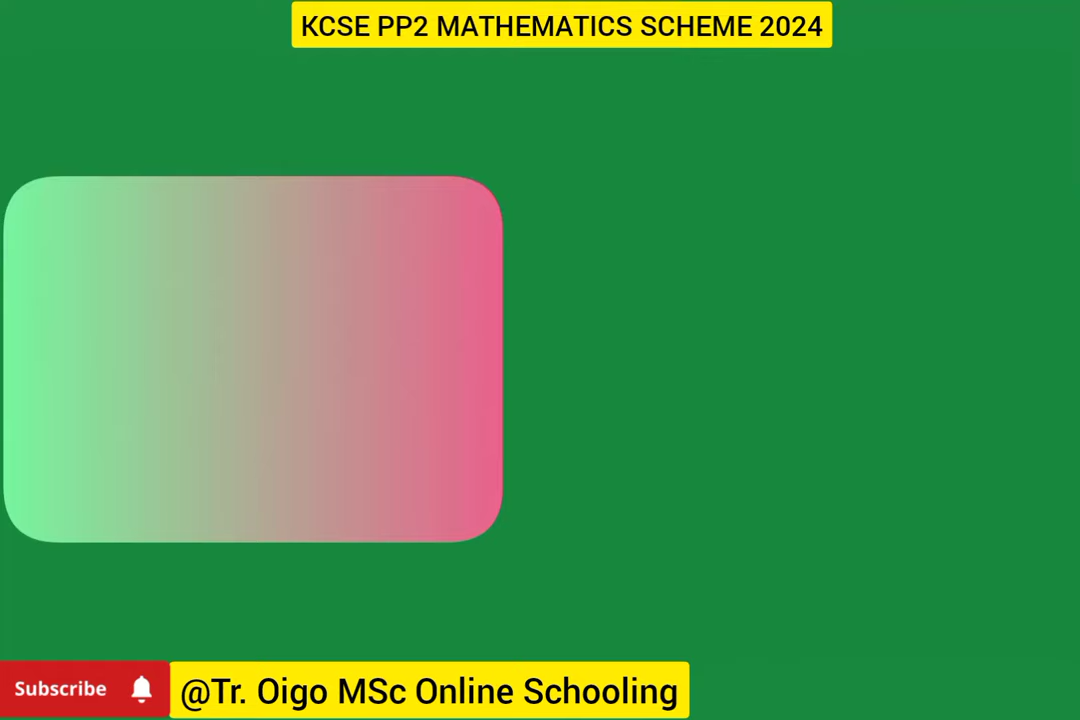 KCSE PP2 MATHEMATICS SCHEME 2024
Subscribe
@Tr. Oigo MSc Online Schooling